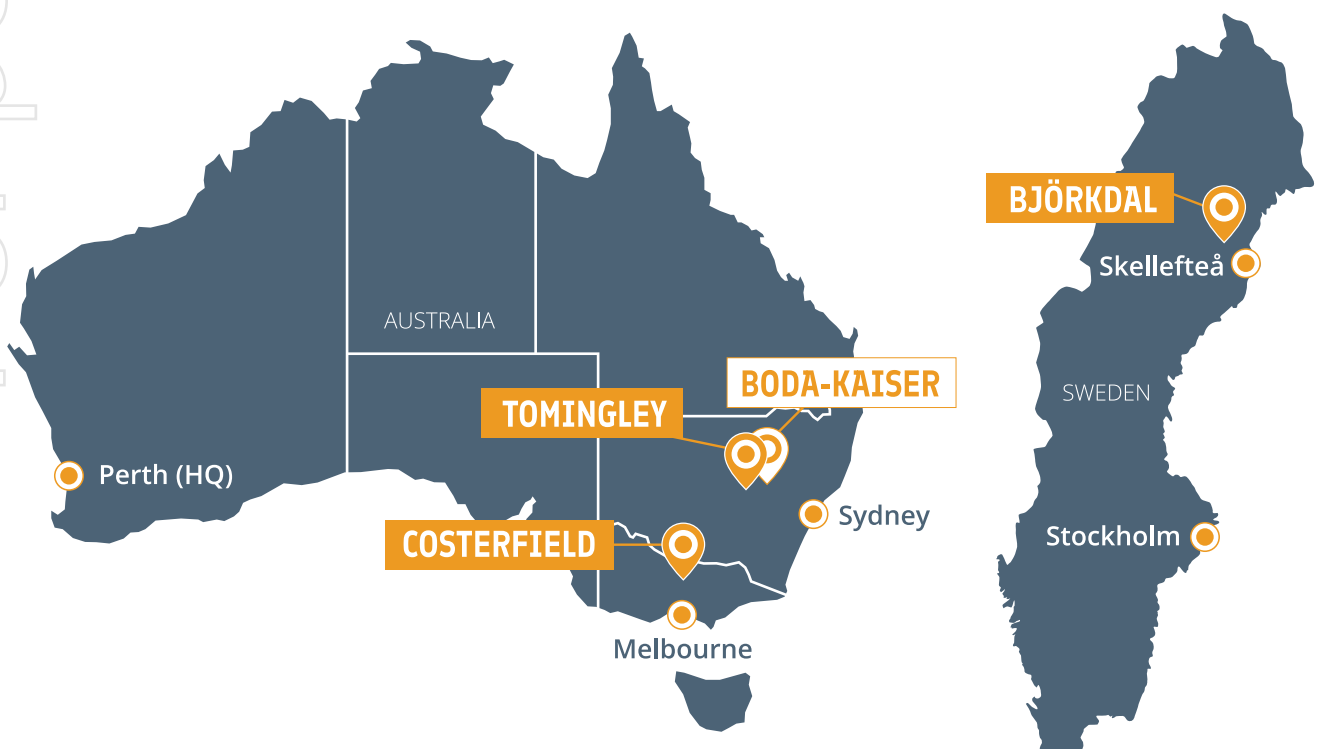 AUSTRALIA
BODA-KAISER
TOMINGLEY
Perth (HQ)
Sydney
COSTERFIELD
Melbourne
BJÖRKDAL
Skellefteå
SWEDEN
Stockholm